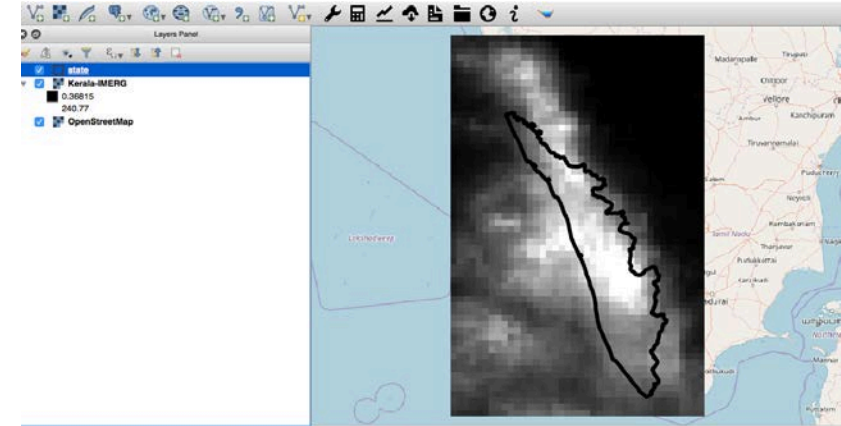 Layers Panel
state
Kerala-IMERG
0.36815
240.77
OpenStreetMap
Lakshadweep
Madanapalle
Tirupati
Chittoor
Vellore
Ambur
Kanchipuram
Tiruvannamalai
Salem
Puducherry
Neyveli
Kumbakonam
Tamil Nadu
Thanjavur
Pudukkottai
Karaikudi
Mannar
Puttalam